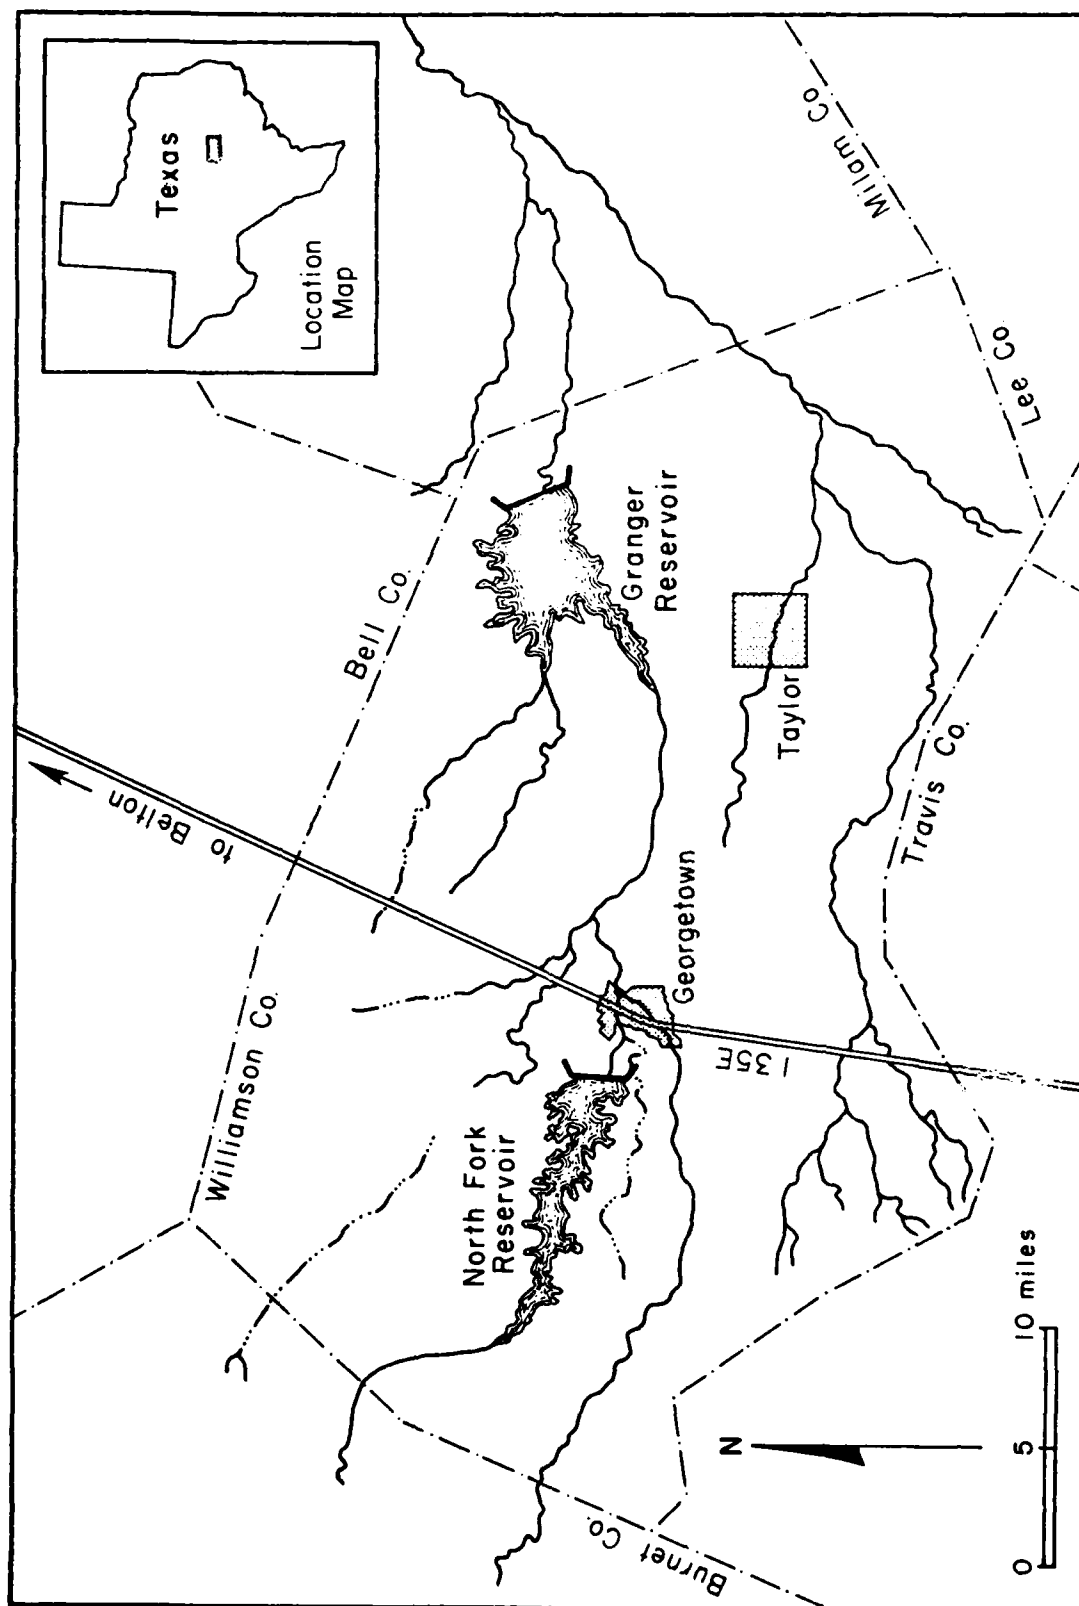 Texas
Location
Map
to Belton
Bell Co.
Williamson Co.
Milam Co
Granger
Reservoir
North Fork
Reservoir
Georgetown
Taylor
Lee Co.
I 35E
Travis Co.
Burnet Co.
N
0 5 10 miles